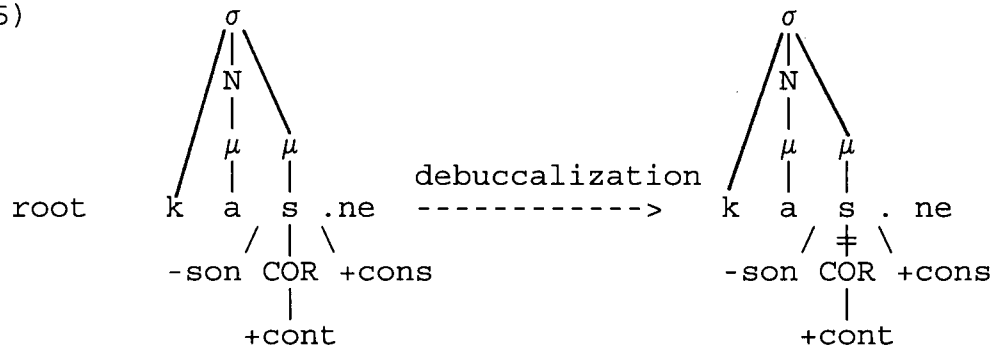 5)
σ σ
N N
μ μ μ μ
debuccalization
root k a s .ne ------------> k a s . ne
-son COR +cons -son COR +cons
+cont +cont